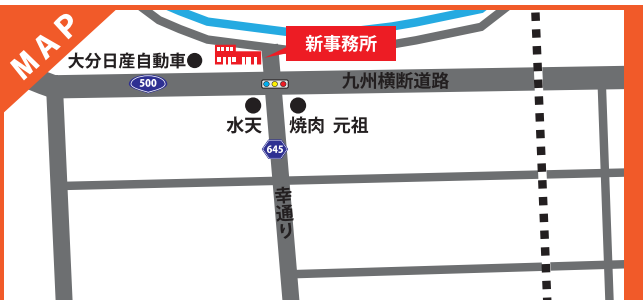 MAP
新事務所
大分日産自動車
500
九州横断道路
水天
焼肉 元祖
645
幸通り